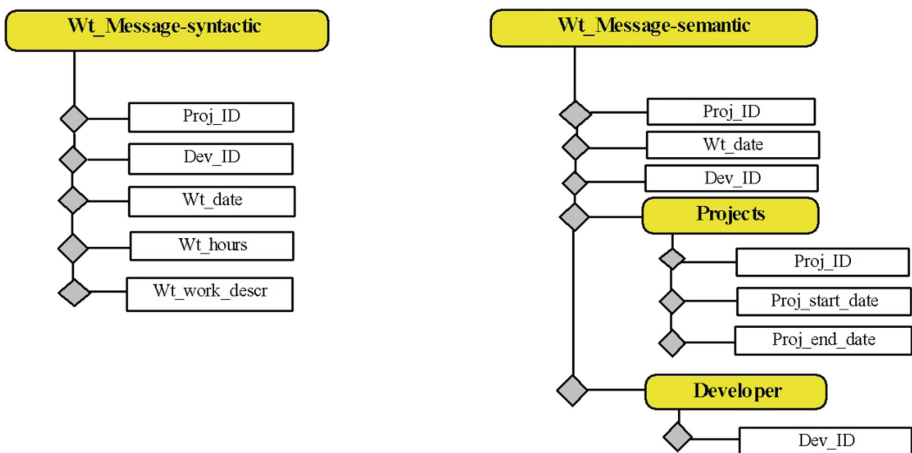 Wt_Message-syntactic
Proj_ID
Dev_ID
Wt_date
Wt_hours
Wt_work_descr
Wt_Message-semantic
Proj_ID
Wt_date
Dev_ID
Projects
Proj_ID
Proj_start_date
Proj_end_date
Developer
Dev_ID